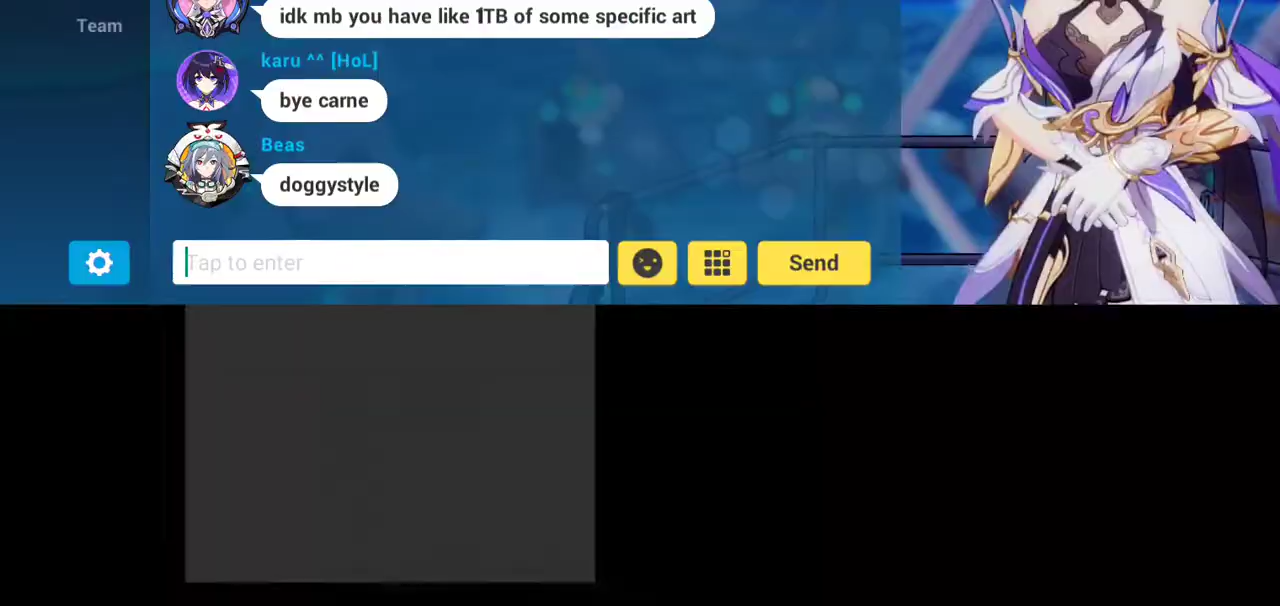 Team
idk mb you have like 1TB of some specific art
karu ^^ [HoL]
bye carne
Beas
doggystyle
Tap to enter
Send